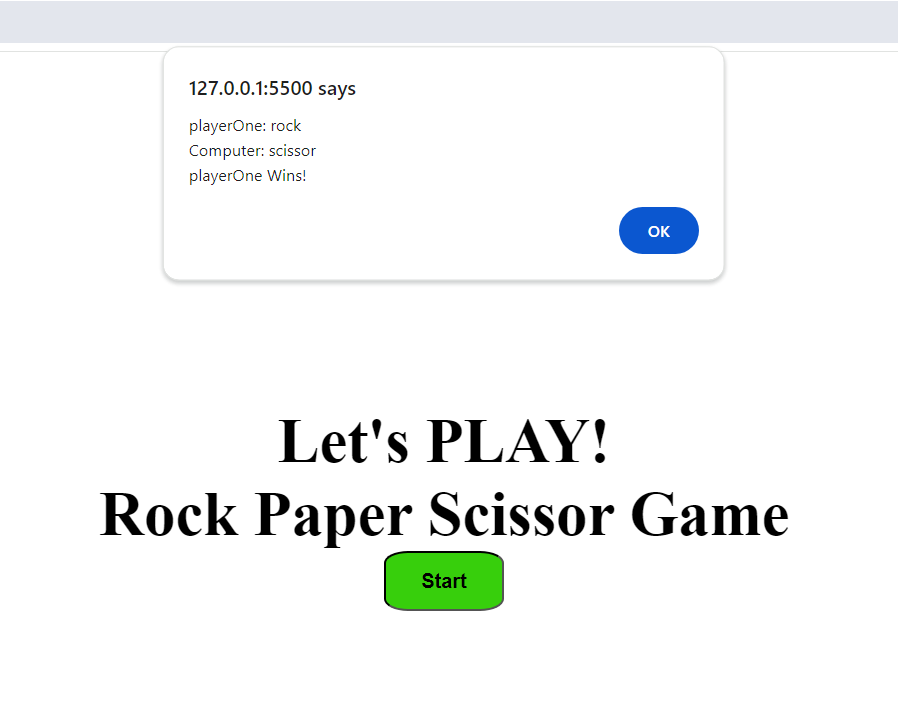 127.0.0.1:5500 says
playerOne: rock
Computer: scissor
playerOne Wins!
OK
Let's PLAY!
Rock Paper Scissor Game
Start